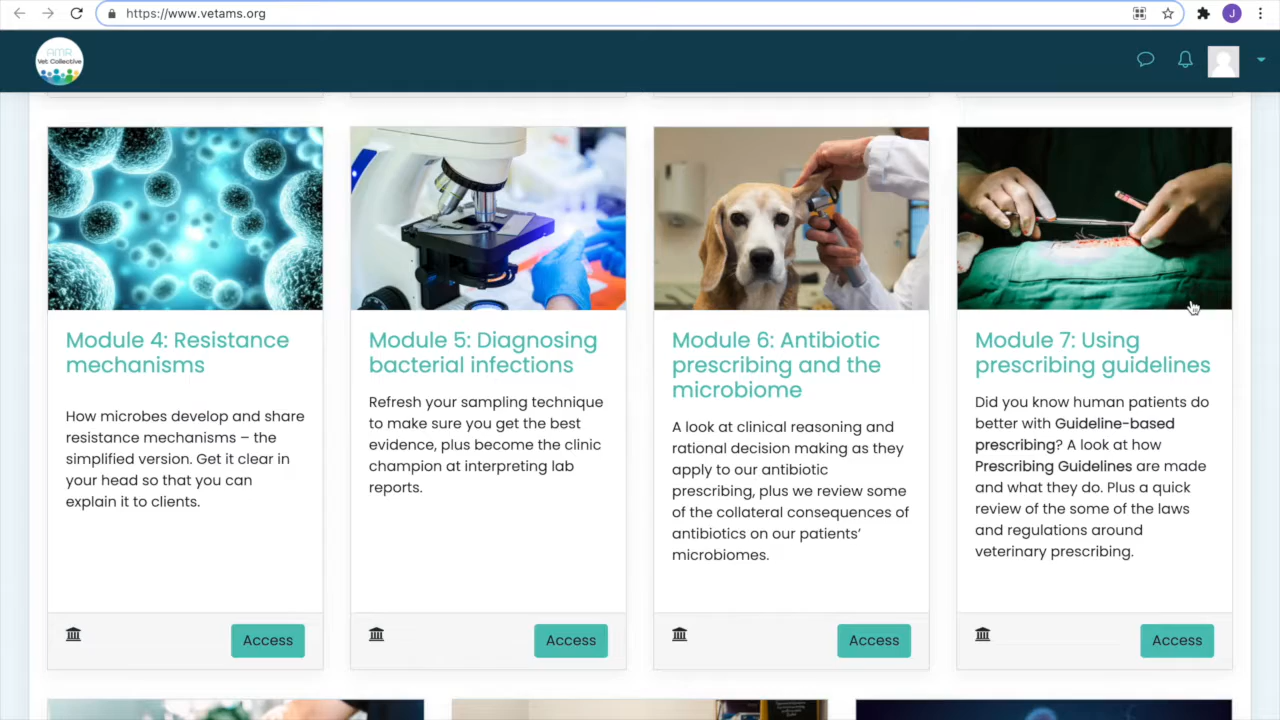 https://www.vetams.org
J
AMR
Vet Collective
Module 4: Resistance
mechanisms
How microbes develop and share
resistance mechanisms – the
simplified version. Get it clear in
your head so that you can
explain it to clients.
Access
Module 5: Diagnosing
bacterial infections
Refresh your sampling technique
to make sure you get the best
evidence, plus become the clinic
champion at interpreting lab
reports.
Access
Module 6: Antibiotic
prescribing and the
microbiome
A look at clinical reasoning and
rational decision making as they
apply to our antibiotic
prescribing, plus we review some
of the collateral consequences of
antibiotics on our patients’
microbiomes.
Access
Module 7: Using
prescribing guidelines
Did you know human patients do
better with Guideline-based
prescribing? A look at how
Prescribing Guidelines are made
and what they do. Plus a quick
review of the some of the laws
and regulations around
veterinary prescribing.
Access